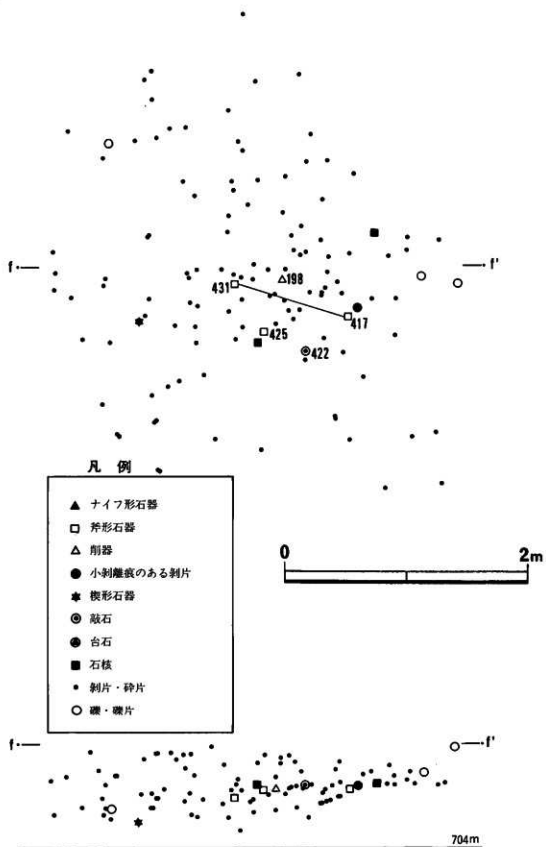 f
f'
198
431
417
425
422
凡 例
ナイフ形石器
斧形石器
削器
小剥離痕のある剥片
楔形石器
敲石
台石
石核
剥片・砕片
礫・礫片
0 2m
f
f'
704m